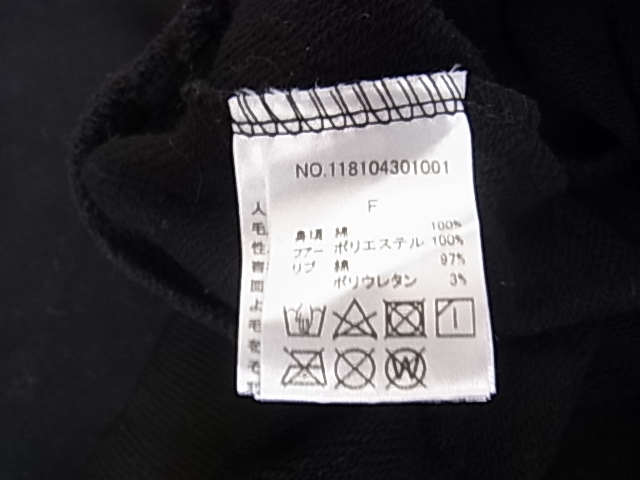 NO.118104301001
F
身頃 綿 100%
ファー ポリエステル 100%
リブ 綿 97%
ポリウレタン 3%
W